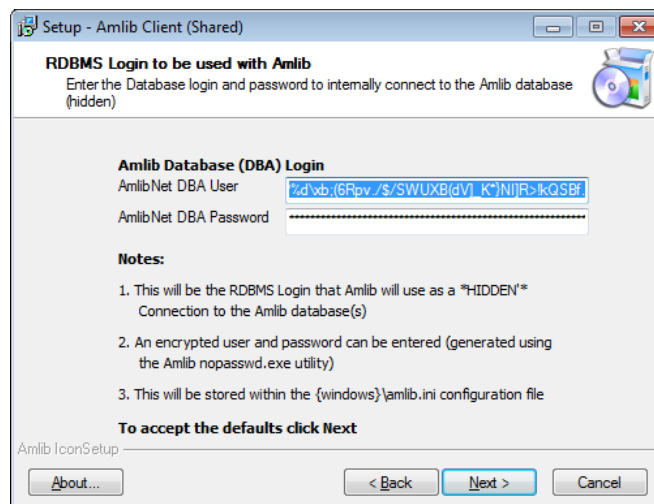 Setup - Amlib Client (Shared)
RDBMS Login to be used with Amlib
Enter the Database login and password to internally connect to the Amlib database
(hidden)
Amlib Database (DBA) Login
AmlibNet DBA User
AmlibNet DBA Password
Notes:
1. This will be the RDBMS Login that Amlib will use as a *HIDDEN'*
Connection to the Amlib database(s)
2. An encrypted user and password can be entered (generated using
the Amlib nopasswd.exe utility)
3. This will be stored within the {windows}\amlib.ini configuration file
To accept the defaults click Next
Amlib IconSetup
About... < Back Next > Cancel